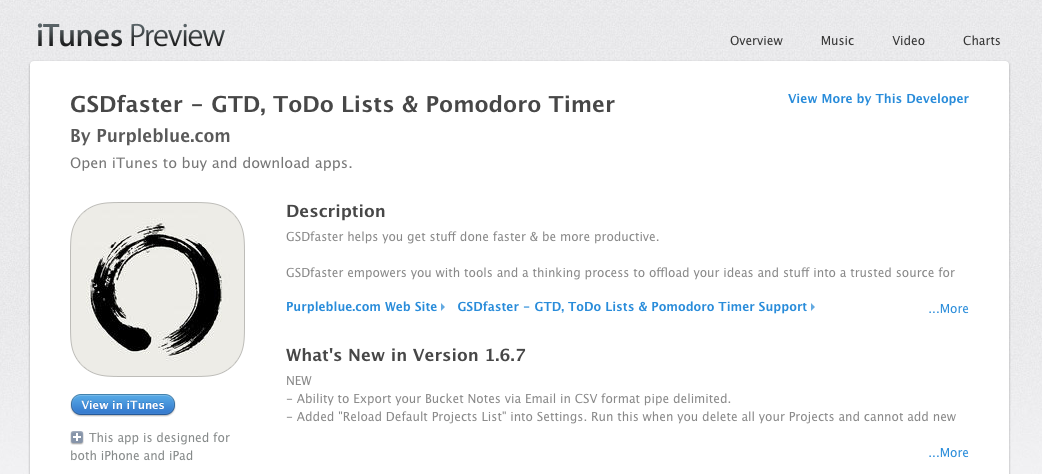 iTunes Preview
Overview Music Video Charts
GSDfaster – GTD, ToDo Lists & Pomodoro Timer
View More by This Developer
By Purpleblue.com
Open iTunes to buy and download apps.
Description
GSDfaster helps you get stuff done faster & be more productive.
GSDfaster empowers you with tools and a thinking process to offload your ideas and stuff into a trusted source for
Purpleblue.com Web Site GSDfaster – GTD, ToDo Lists & Pomodoro Timer Support
...More
What's New in Version 1.6.7
NEW
– Ability to Export your Bucket Notes via Email in CSV format pipe delimited.
– Added "Reload Default Projects List" into Settings. Run this when you delete all your Projects and cannot add new
...More
View in iTunes
This app is designed for
both iPhone and iPad